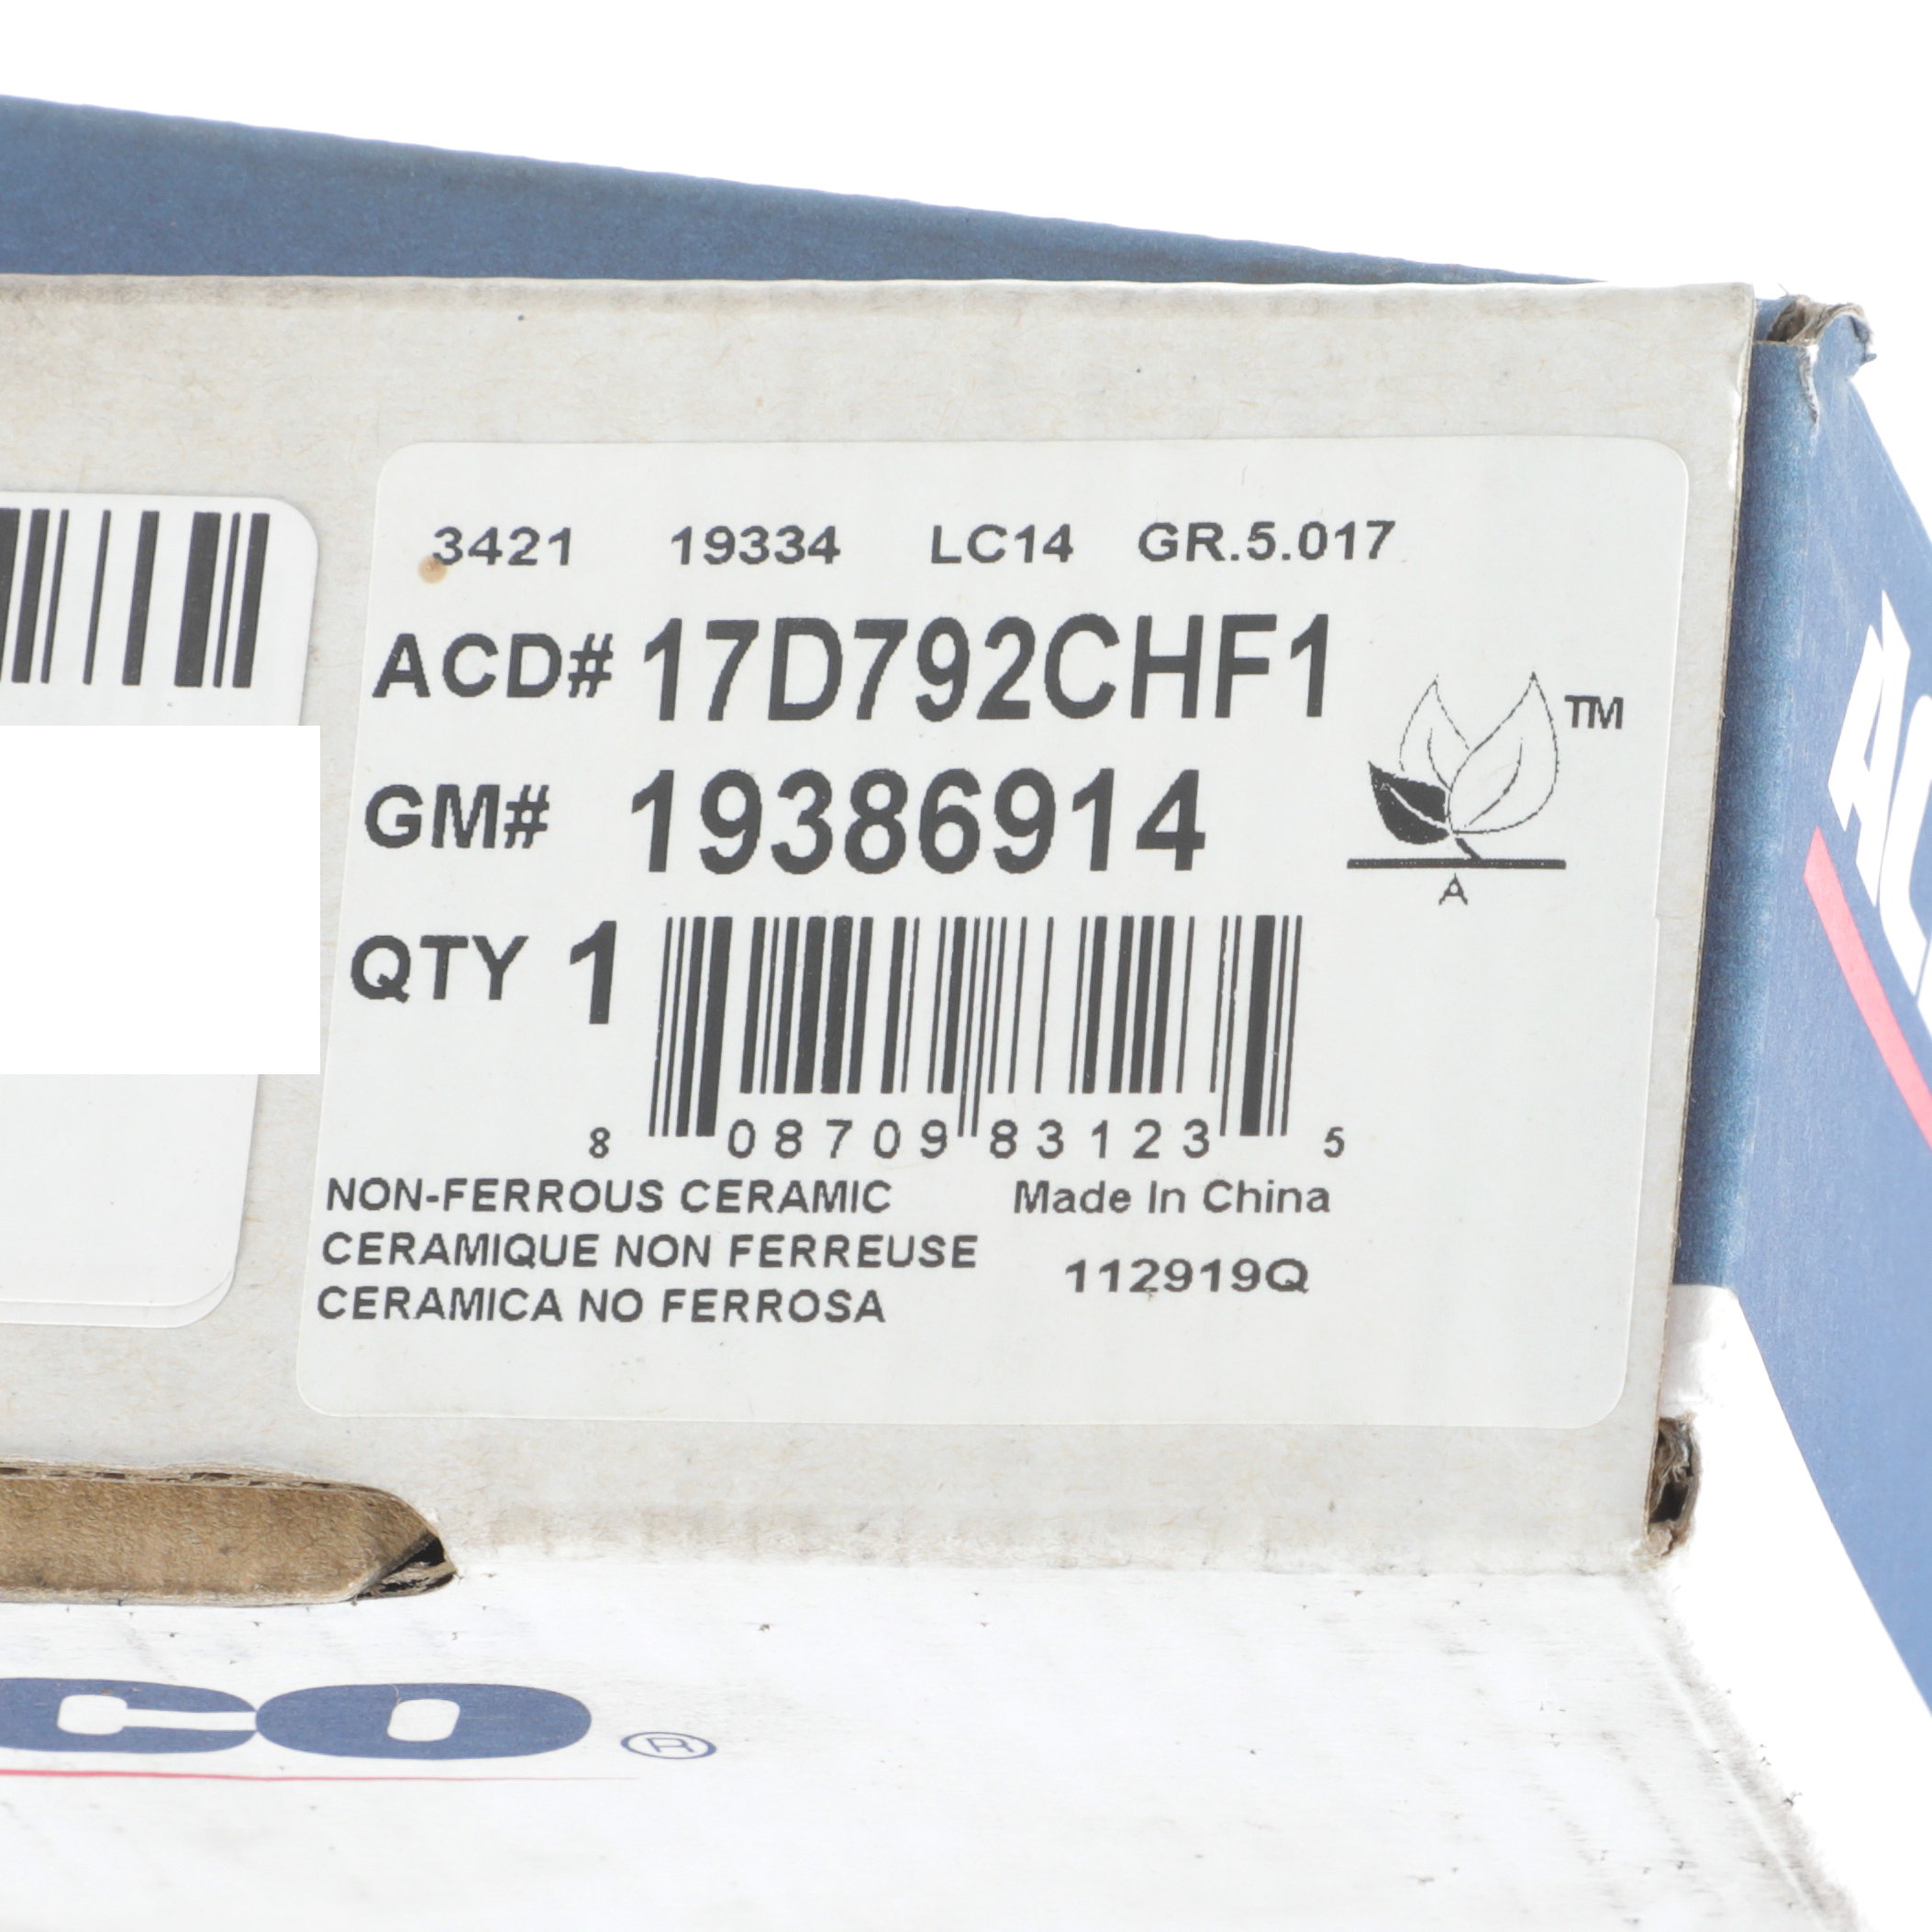 3421 19334 LC14 GR.5.017
ACD# 17D792CHF1
GM# 19386914
TM
A
QTY 1
8 08709 83123 5
NON-FERROUS CERAMIC Made In China
CERAMIQUE NON FERREUSE
112919Q
CERAMICA NO FERROSA
CO ®